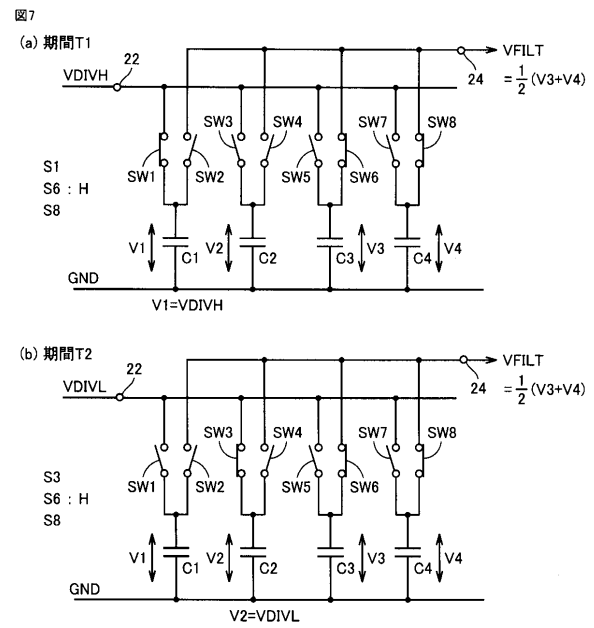 図7
(a) 期間T1
VDIVH
22
24
VFILT
=1/2(V3+V4)
SW3
SW4
SW7
SW8
SW1
SW2
SW5
SW6
S1
S6 : H
S8
V1
C1
V2
C2
C3
V3
C4
V4
GND
V1=VDIVH
(b) 期間T2
VDIVL
22
24
VFILT
=1/2(V3+V4)
SW3
SW4
SW7
SW8
SW1
SW2
SW5
SW6
S3
S6 : H
S8
V1
C1
V2
C2
C3
V3
C4
V4
GND
V2=VDIVL